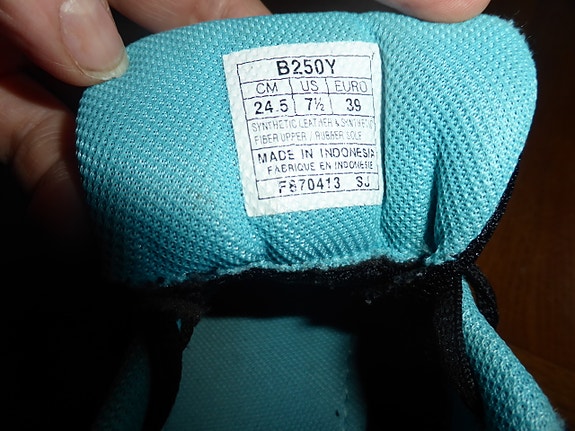 B250Y
CM US EURO
24.5 7½ 39
SYNTHETIC LEATHER & SYNTHETIC
FIBER UPPER / RUBBER SOLE
MADE IN INDONESIA
FABRIQUE EN INDONESIE
FB70413 SJ